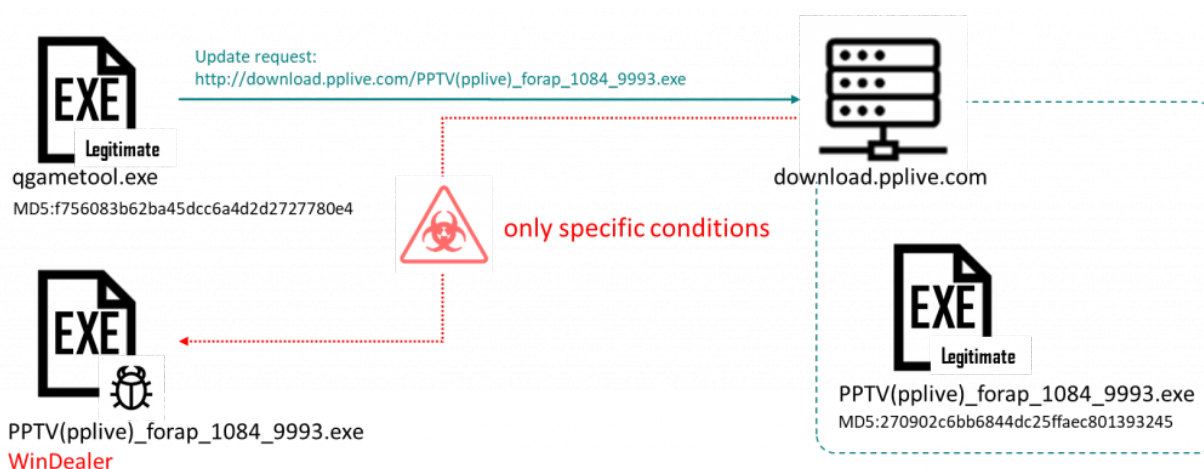 Update request:
http://download.pplive.com/PPTV(pplive)_forap_1084_9993.exe
EXE
Legitimate
qgametool.exe
MD5:f756083b62ba45dcc6a4d2d2727780e4
download.pplive.com
only specific conditions
EXE
PPTV(pplive)_forap_1084_9993.exe
WinDealer
EXE
Legitimate
PPTV(pplive)_forap_1084_9993.exe
MD5:270902c6bb6844dc25ffaec801393245